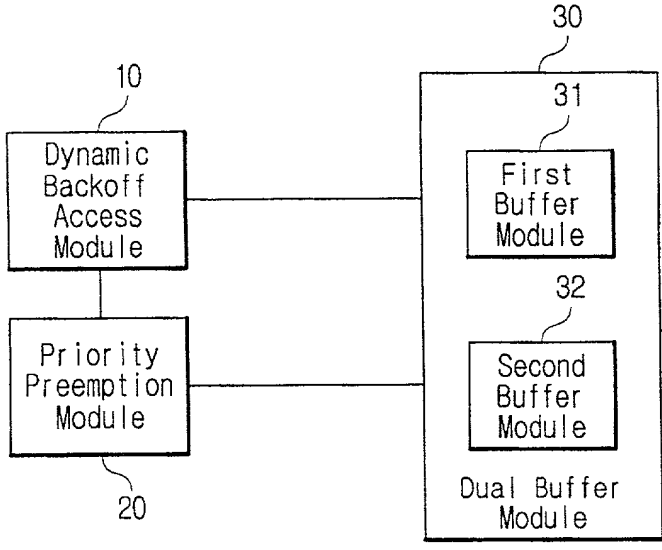 10
Dynamic
Backoff
Access
Module
Priority
Preemption
Module
20
30
31
First
Buffer
Module
32
Second
Buffer
Module
Dual Buffer
Module